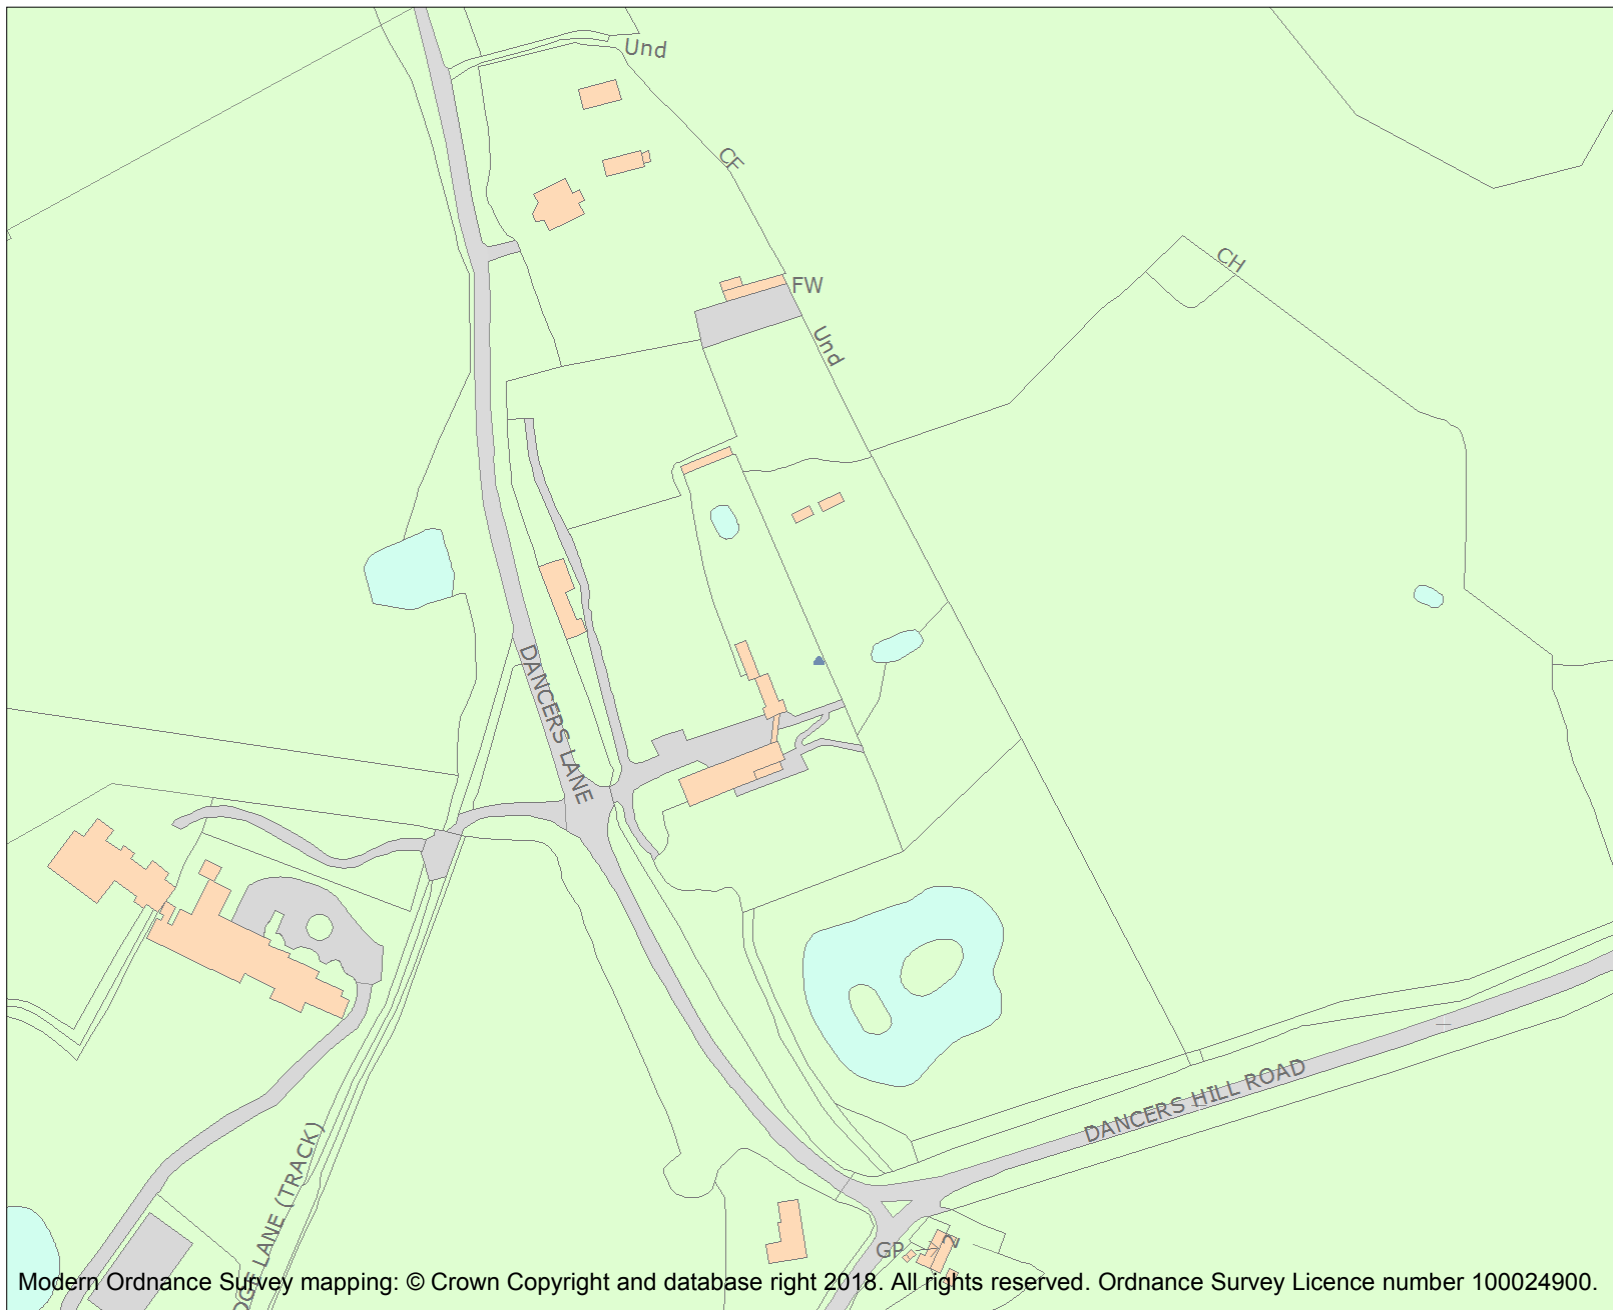 Und
CF
FW
CH
Und
DANCERS LANE
DANCERS HILL ROAD
LANE (TRACK)
GP
2
Modern Ordnance Survey mapping: © Crown Copyright and database right 2018. All rights reserved. Ordnance Survey Licence number 100024900.